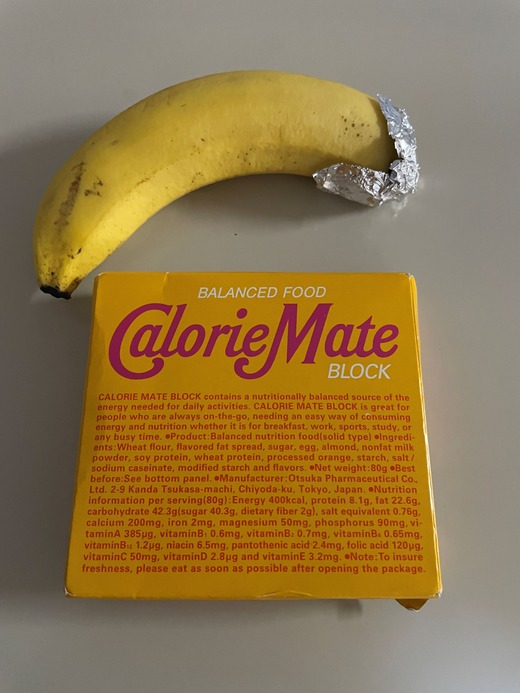 BALANCED FOOD
CalorieMate
BLOCK
CALORIE MATE BLOCK contains a nutritionally balanced source of the
energy needed for daily activities. CALORIE MATE BLOCK is great for
people who are always on-the-go, needing an easy way of consuming
energy and nutrition whether it is for breakfast, work, sports, study, or
any busy time. ●Product:Balanced nutrition food(solid type) ●Ingredi-
ents:Wheat flour, flavored fat spread, sugar, egg, almond, nonfat milk
powder, soy protein, wheat protein, processed orange, starch, salt/
sodium caseinate, modified starch and flavors. ●Net weight:80g ●Best
before:See bottom panel. ●Manufacturer:Otsuka Pharmaceutical Co.,
Ltd. 2-9 Kanda Tsukasa-machi, Chiyoda-ku, Tokyo, Japan. ●Nutrition
information per serving(80g):Energy 400kcal, protein 8.1g, fat 22.6g,
carbohydrate 42.3g(sugar 40.3g, dietary fiber 2g), salt equivalent 0.76g,
calcium 200mg, iron 2mg, magnesium 50mg, phosphorus 90mg, vi-
taminA 385μg, vitaminB₁ 0.6mg, vitaminB₂ 0.7mg, vitaminB₆ 0.65mg,
vitaminB₁₂ 1.2μg, niacin 6.5mg, pantothenic acid 2.4mg, folic acid 120μg,
vitaminC 50mg, vitaminD 2.8μg and vitaminE 3.2mg. ●Note:To insure
freshness, please eat as soon as possible after opening the package.